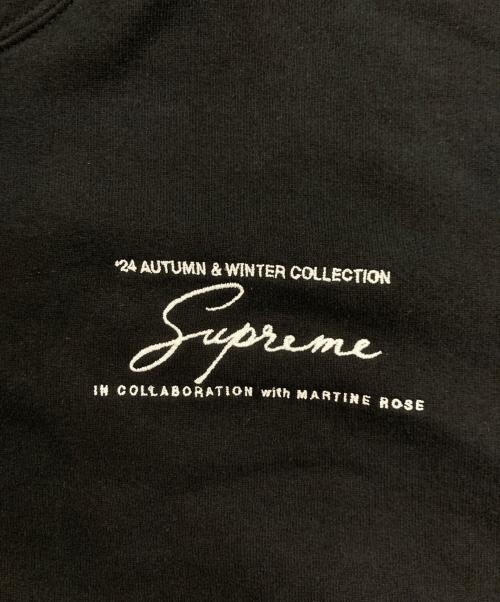 '24 AUTUMN & WINTER COLLECTION
Supreme
IN COLLABORATION with MARTINE ROSE